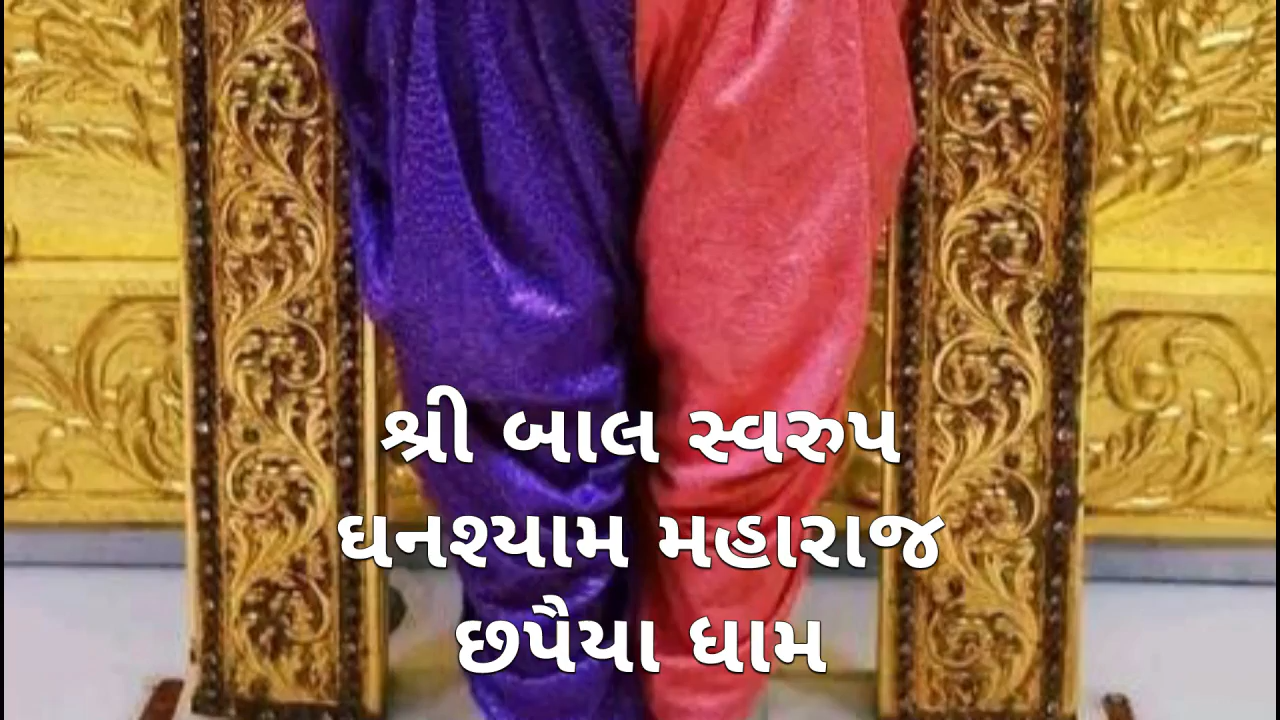 શ્રી બાલ સ્વરુપ
ઘનશ્યામ મહારાજ
છપૈયા ધામ